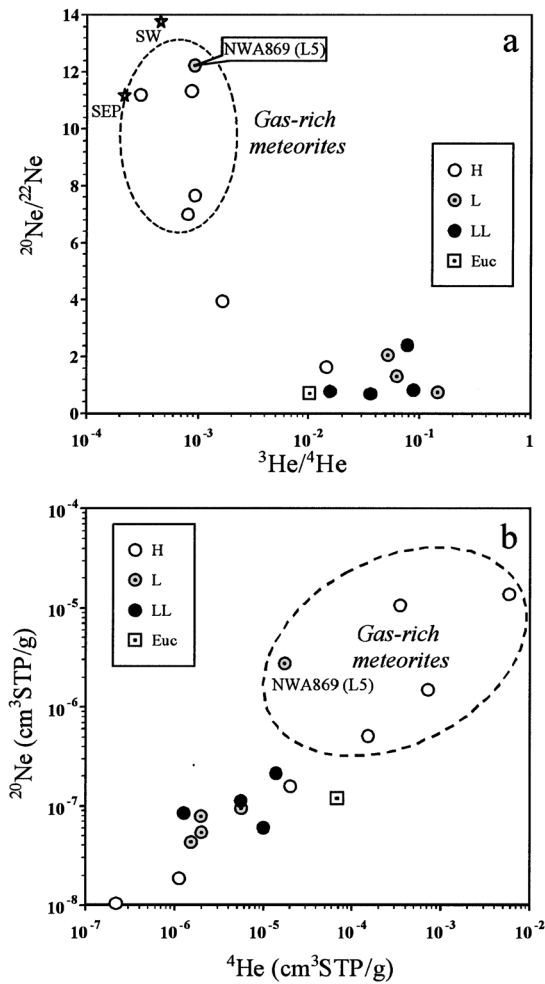 a
14
12
10
8
6
4
2
0
²⁰Ne/²²Ne
SW
SEP
NWA869 (L5)
Gas-rich
meteorites
H
L
LL
Euc
10⁻⁴
10⁻³
10⁻²
10⁻¹
1
³He/⁴He
b
10⁻⁴
10⁻⁵
10⁻⁶
10⁻⁷
10⁻⁸
²⁰Ne (cm³STP/g)
H
L
LL
Euc
Gas-rich
meteorites
NWA869 (L5)
10⁻⁷
10⁻⁶
10⁻⁵
10⁻⁴
10⁻³
10⁻²
⁴He (cm³STP/g)